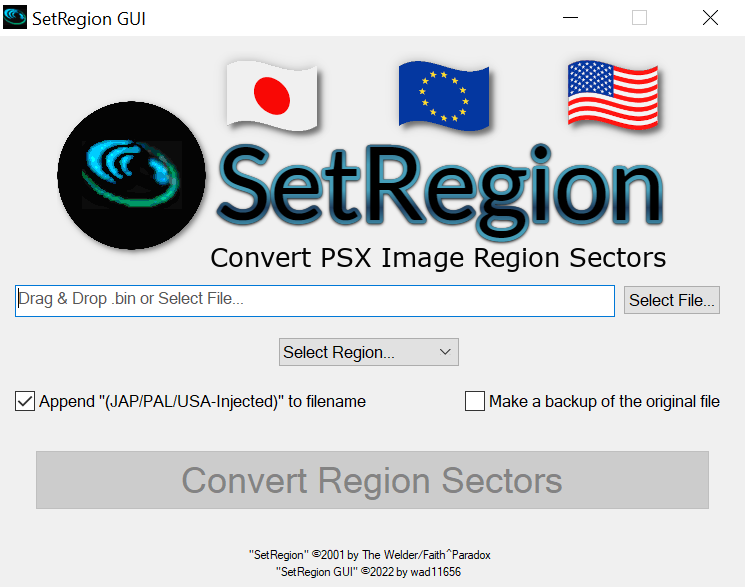 SetRegion GUI
SetRegion
Convert PSX Image Region Sectors
Drag & Drop .bin or Select File...
Select File...
Select Region...
Append "(JAP/PAL/USA-Injected)" to filename
Make a backup of the original file
Convert Region Sectors
"SetRegion" ©2001 by The Welder/Faith^Paradox
"SetRegion GUI" ©2022 by wad11656